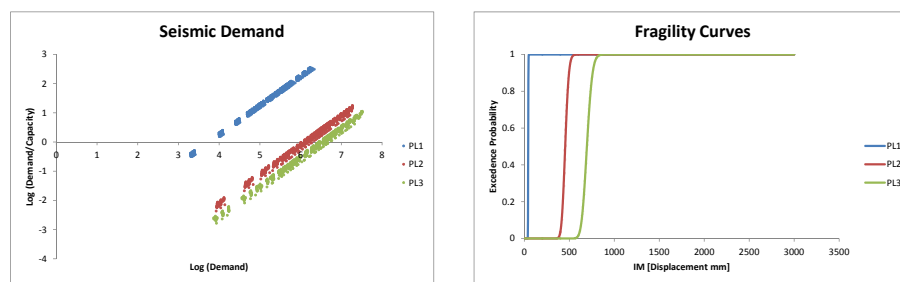 Seismic Demand
3
2
1
0
-1
-2
-3
-4
0 1 2 3 4 5 6 7 8
Log (Demand/Capacity)
Log (Demand)
PL1
PL2
PL3
Fragility Curves
1
0.8
0.6
0.4
0.2
0
0 500 1000 1500 2000 2500 3000 3500
Excedence Probability
IM [Displacement mm]
PL1
PL2
PL3